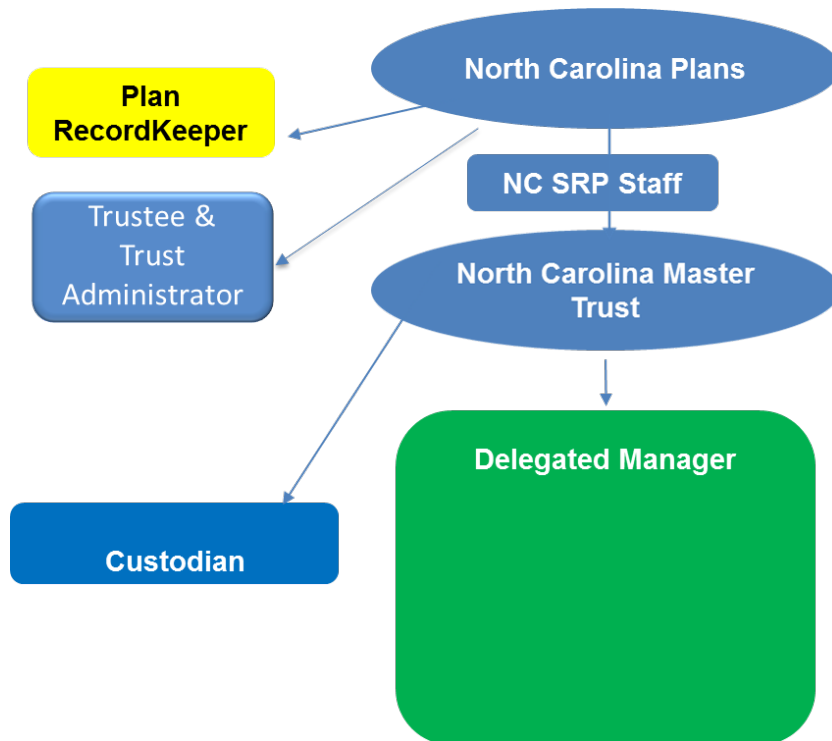 North Carolina Plans
Plan
RecordKeeper
NC SRP Staff
Trustee &
Trust
Administrator
North Carolina Master
Trust
Delegated Manager
Custodian